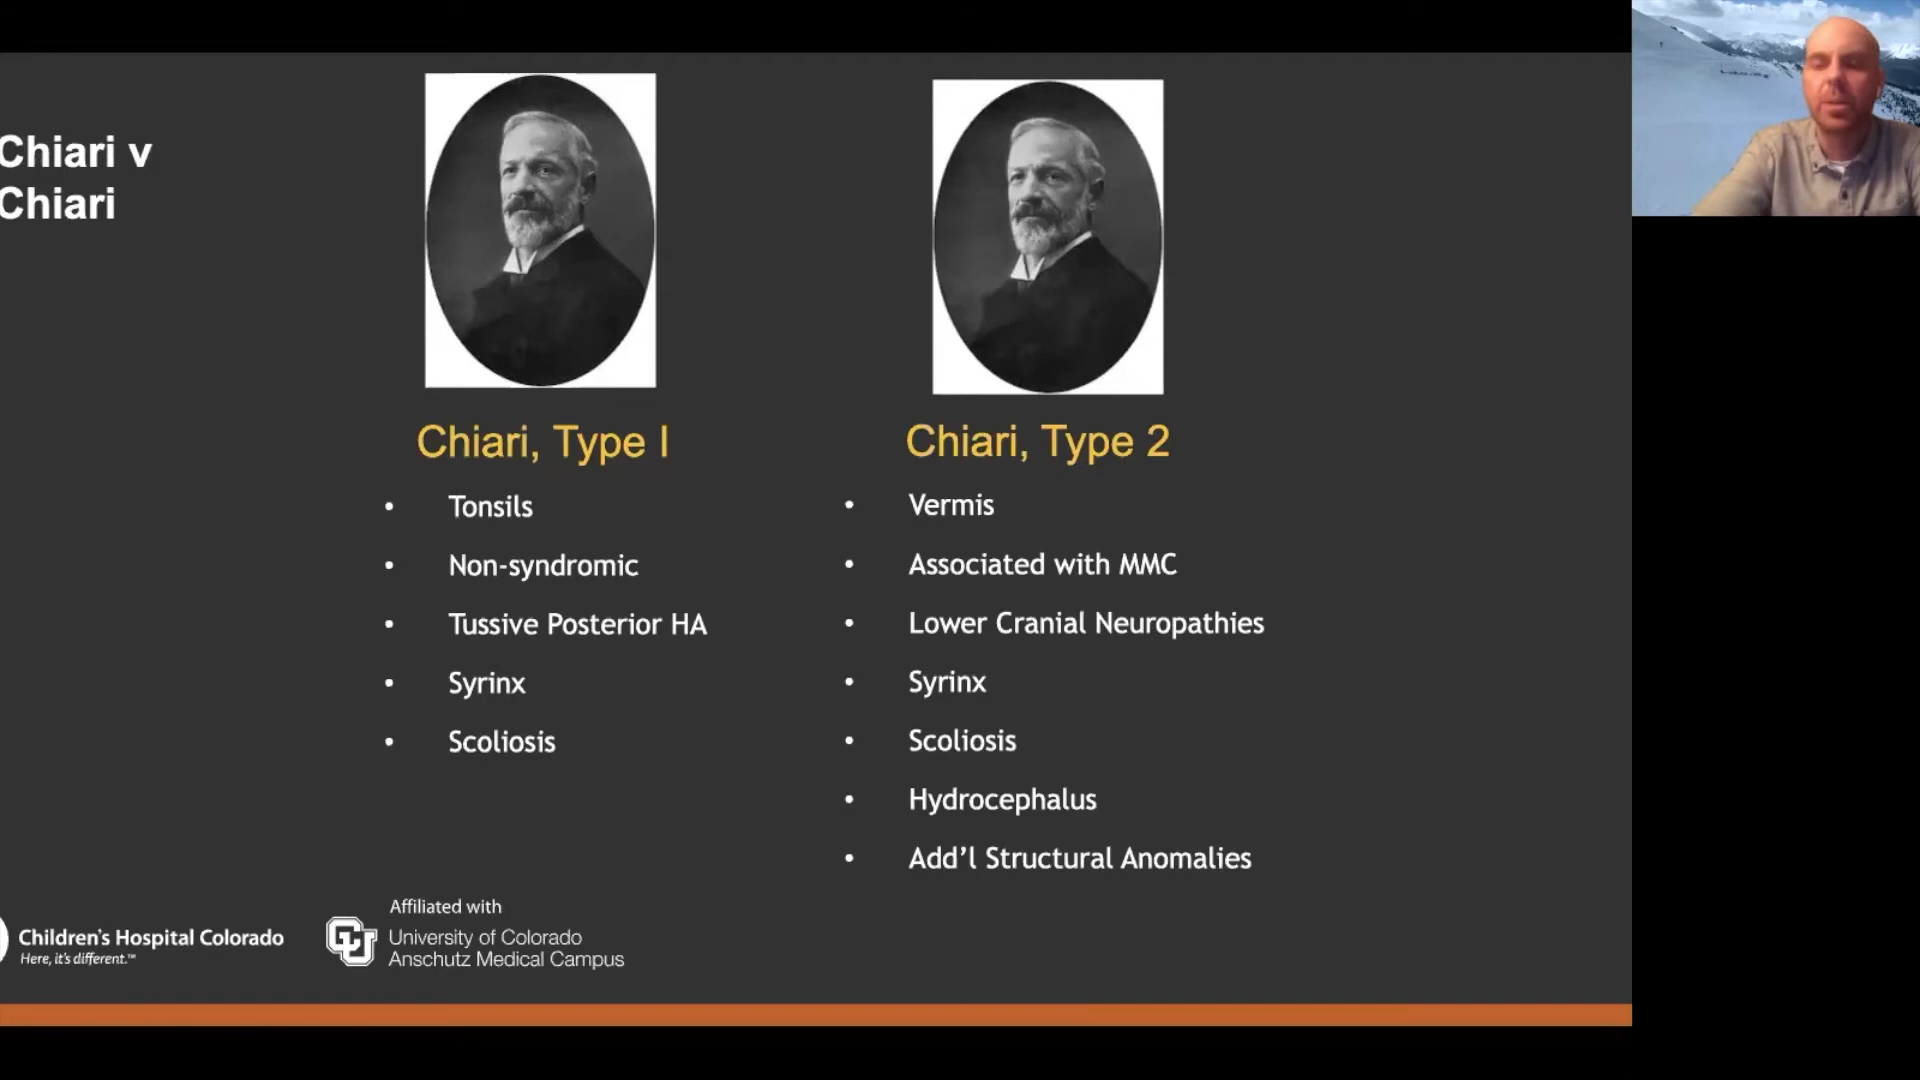 Chiari v
Chiari
Chiari, Type I
• Tonsils
• Non-syndromic
• Tussive Posterior HA
• Syrinx
• Scoliosis
Chiari, Type 2
• Vermis
• Associated with MMC
• Lower Cranial Neuropathies
• Syrinx
• Scoliosis
• Hydrocephalus
• Add’l Structural Anomalies
Children's Hospital Colorado
Here, it's different.™
Affiliated with
CU
University of Colorado
Anschutz Medical Campus